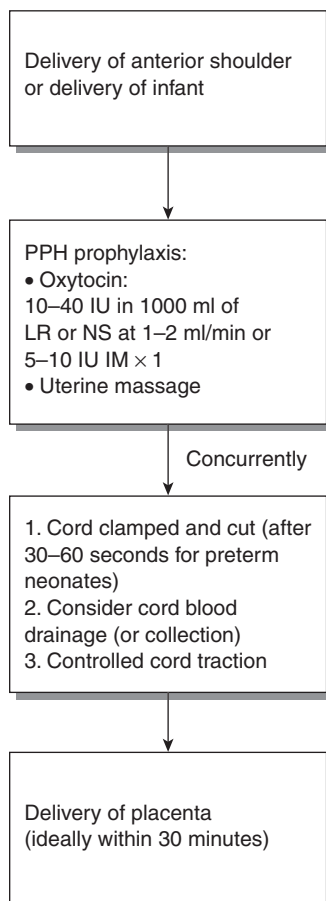 Delivery of anterior shoulder
or delivery of infant
PPH prophylaxis:
• Oxytocin:
10–40 IU in 1000 ml of
LR or NS at 1–2 ml/min or
5–10 IU IM × 1
• Uterine massage
Concurrently
1. Cord clamped and cut (after
30–60 seconds for preterm
neonates)
2. Consider cord blood
drainage (or collection)
3. Controlled cord traction
Delivery of placenta
(ideally within 30 minutes)